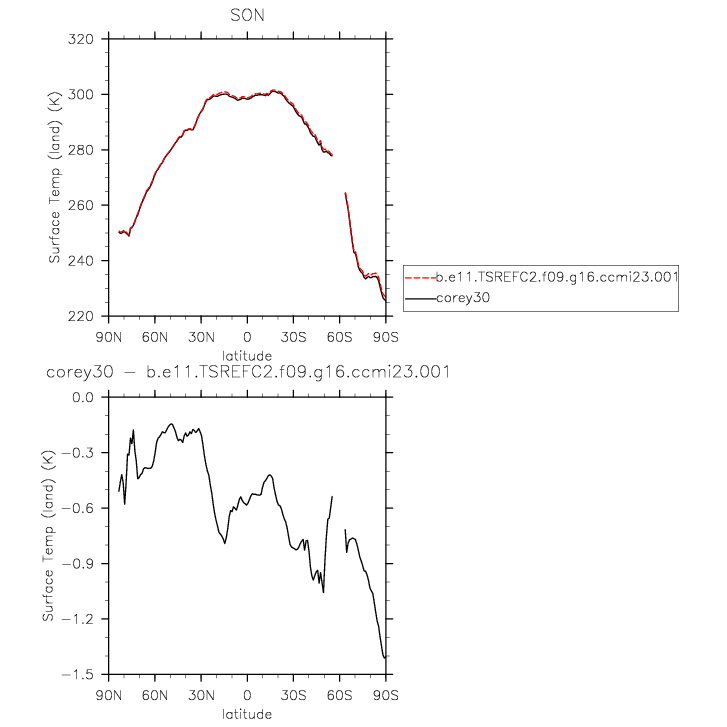 SON
320
300
280
260
240
220
Surface Temp (land) (K)
90N 60N 30N 0 30S 60S 90S
latitude
b.e11.TSREFC2.f09.g16.ccmi23.001
corey30
corey30 − b.e11.TSREFC2.f09.g16.ccmi23.001
0.0
−0.3
−0.6
−0.9
−1.2
−1.5
Surface Temp (land) (K)
90N 60N 30N 0 30S 60S 90S
latitude